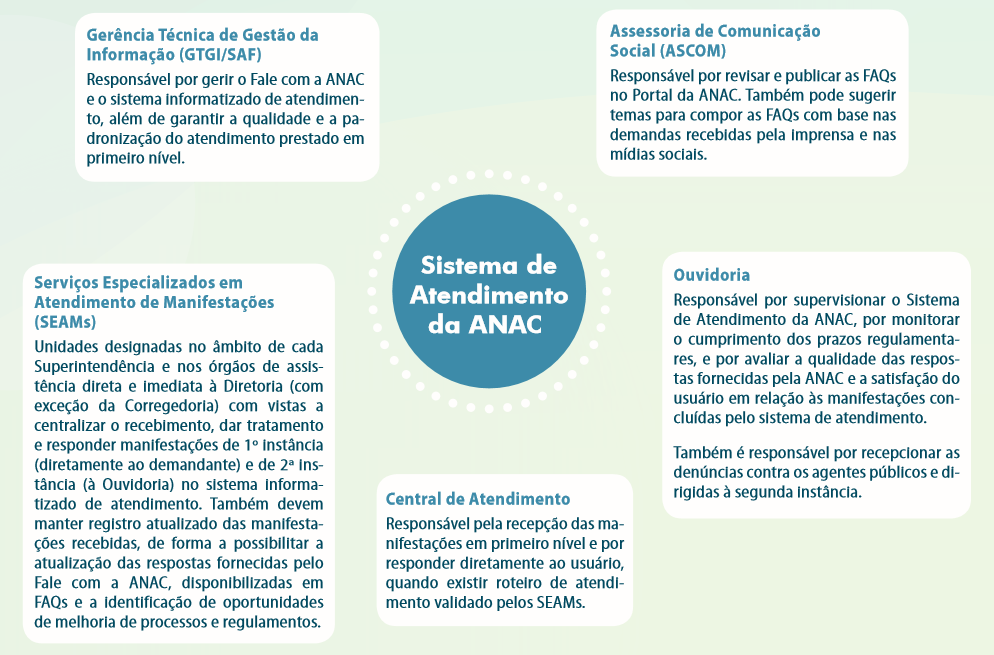 Gerência Técnica de Gestão da
Informação (GTGI/SAF)
Responsável por gerir o Fale com a ANAC
e o sistema informatizado de atendimen-
to, além de garantir a qualidade e a pa-
dronização do atendimento prestado em
primeiro nível.
Assessoria de Comunicação
Social (ASCOM)
Responsável por revisar e publicar as FAQs
no Portal da ANAC. Também pode sugerir
temas para compor as FAQs com base nas
demandas recebidas pela imprensa e nas
mídias sociais.
Sistema de
Atendimento
da ANAC
Serviços Especializados em
Atendimento de Manifestações
(SEAMs)
Unidades designadas no âmbito de cada
Superintendência e nos órgãos de assis-
tência direta e imediata à Diretoria (com
exceção da Corregedoria) com vistas a
centralizar o recebimento, dar tratamento
e responder manifestações de 1º instância
(diretamente ao demandante) e de 2ª ins-
tância (à Ouvidoria) no sistema informa-
tizado de atendimento. Também devem
manter registro atualizado das manifesta-
ções recebidas, de forma a possibilitar a
atualização das respostas fornecidas pelo
Fale com a ANAC, disponibilizadas em
FAQs e a identificação de oportunidades
de melhoria de processos e regulamentos.
Ouvidoria
Responsável por supervisionar o Sistema
de Atendimento da ANAC, por monitorar
o cumprimento dos prazos regulamenta-
res, e por avaliar a qualidade das respos-
tas fornecidas pela ANAC e a satisfação do
usuário em relação às manifestações con-
cluídas pelo sistema de atendimento.
Também é responsável por recepcionar as
denúncias contra os agentes públicos e di-
rigidas à segunda instância.
Central de Atendimento
Responsável pela recepção das ma-
nifestações em primeiro nível e por
responder diretamente ao usuário,
quando existir roteiro de atendi-
mento validado pelos SEAMs.